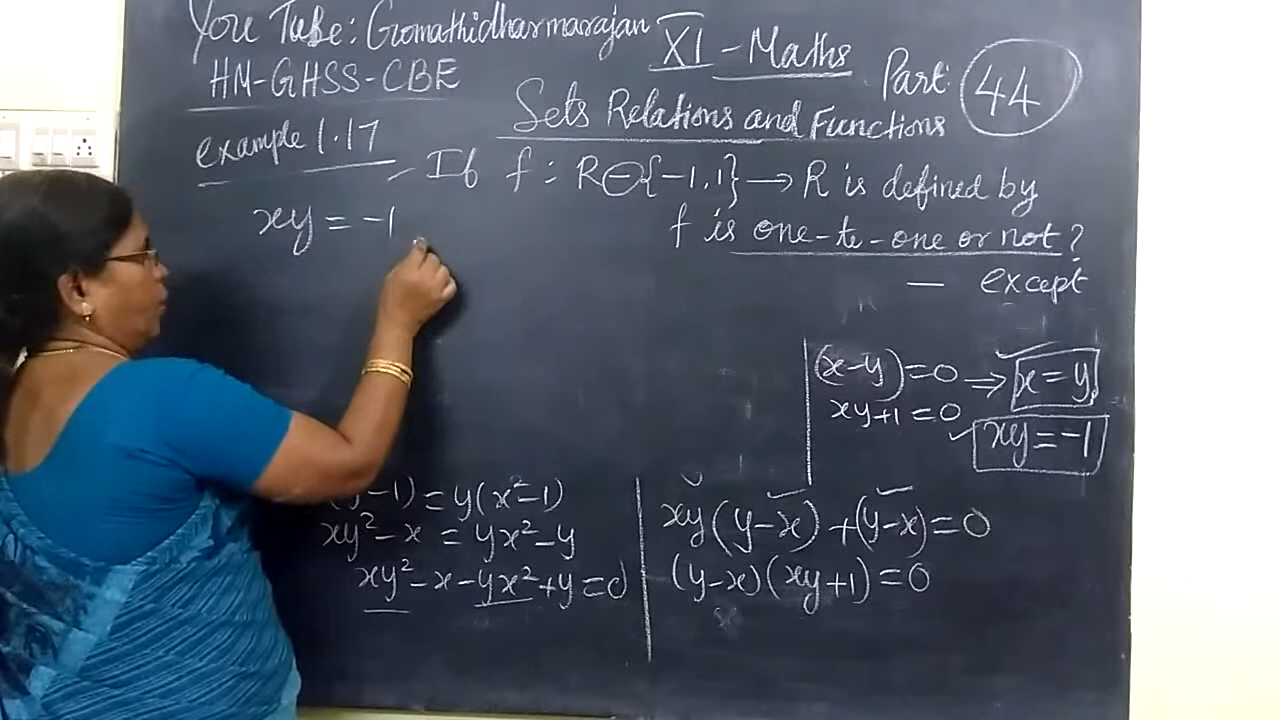 You Tube: Gomathidharmarajan
HM-GHSS-CBE
XI - Maths
Part: 44
Sets Relations and Functions
example 1.17
- If f : R-{-1,1} → R is defined by
f is one-to-one or not?
— except
xy = -1
(x-y)=0 ⇒ x=y,
xy+1=0
xy=-1
-1) = y(x²-1)
xy²-x = yx²-y
xy²-x-yx²+y=0
xy(y-x)+(y-x)=0
(y-x)(xy+1)=0